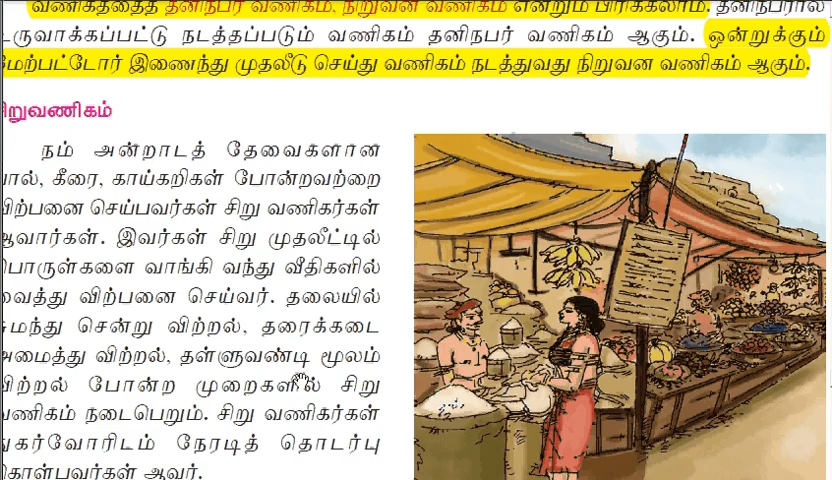 வணிகத்தைத் தனிநபர் வணிகம், நிறுவன வணிகம் என்றும் பிரிக்கலாம். தனிநபரால்
உருவாக்கப்பட்டு நடத்தப்படும் வணிகம் தனிநபர் வணிகம் ஆகும். ஒன்றுக்கும்
மேற்பட்டோர் இணைந்து முதலீடு செய்து வணிகம் நடத்துவது நிறுவன வணிகம் ஆகும்.
சிறுவணிகம்
நம் அன்றாடத் தேவைகளான
பால், கீரை, காய்கறிகள் போன்றவற்றை
விற்பனை செய்பவர்கள் சிறு வணிகர்கள்
ஆவார்கள். இவர்கள் சிறு முதலீட்டில்
பொருள்களை வாங்கி வந்து வீதிகளில்
வைத்து விற்பனை செய்வர். தலையில்
சுமந்து சென்று விற்றல், தரைக்கடை
அமைத்து விற்றல், தள்ளுவண்டி மூலம்
விற்றல் போன்ற முறைகளில் சிறு
வணிகம் நடைபெறும். சிறு வணிகர்கள்
நுகர்வோரிடம் நேரடித் தொடர்பு
கொள்பவர்கள் ஆவர்.